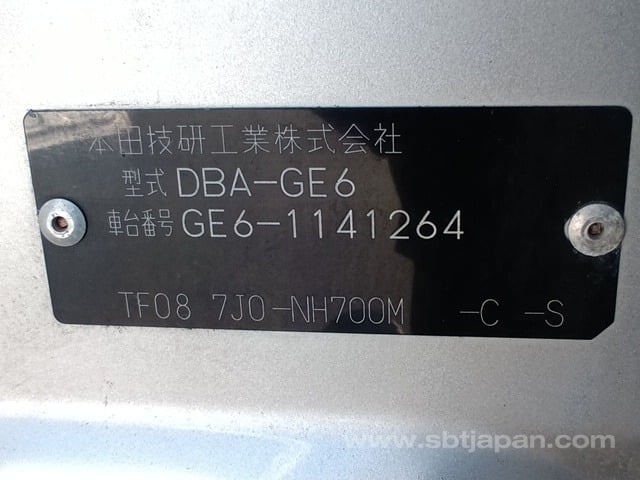 本田技研工業株式会社
型式 DBA-GE6
車台番号 GE6-1141264
TF08 7J0-NH700M -C -S
www.sbtjapan.com